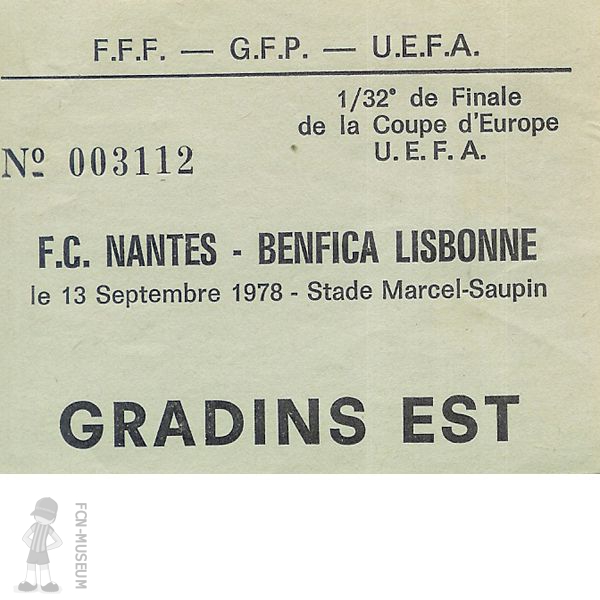 F.F.F. — G.F.P. — U.E.F.A.
1/32° de Finale
de la Coupe d'Europe
U.E.F.A.
Nº 003112
F.C. NANTES - BENFICA LISBONNE
le 13 Septembre 1978 - Stade Marcel-Saupin
GRADINS EST
FCN-MUSEUM